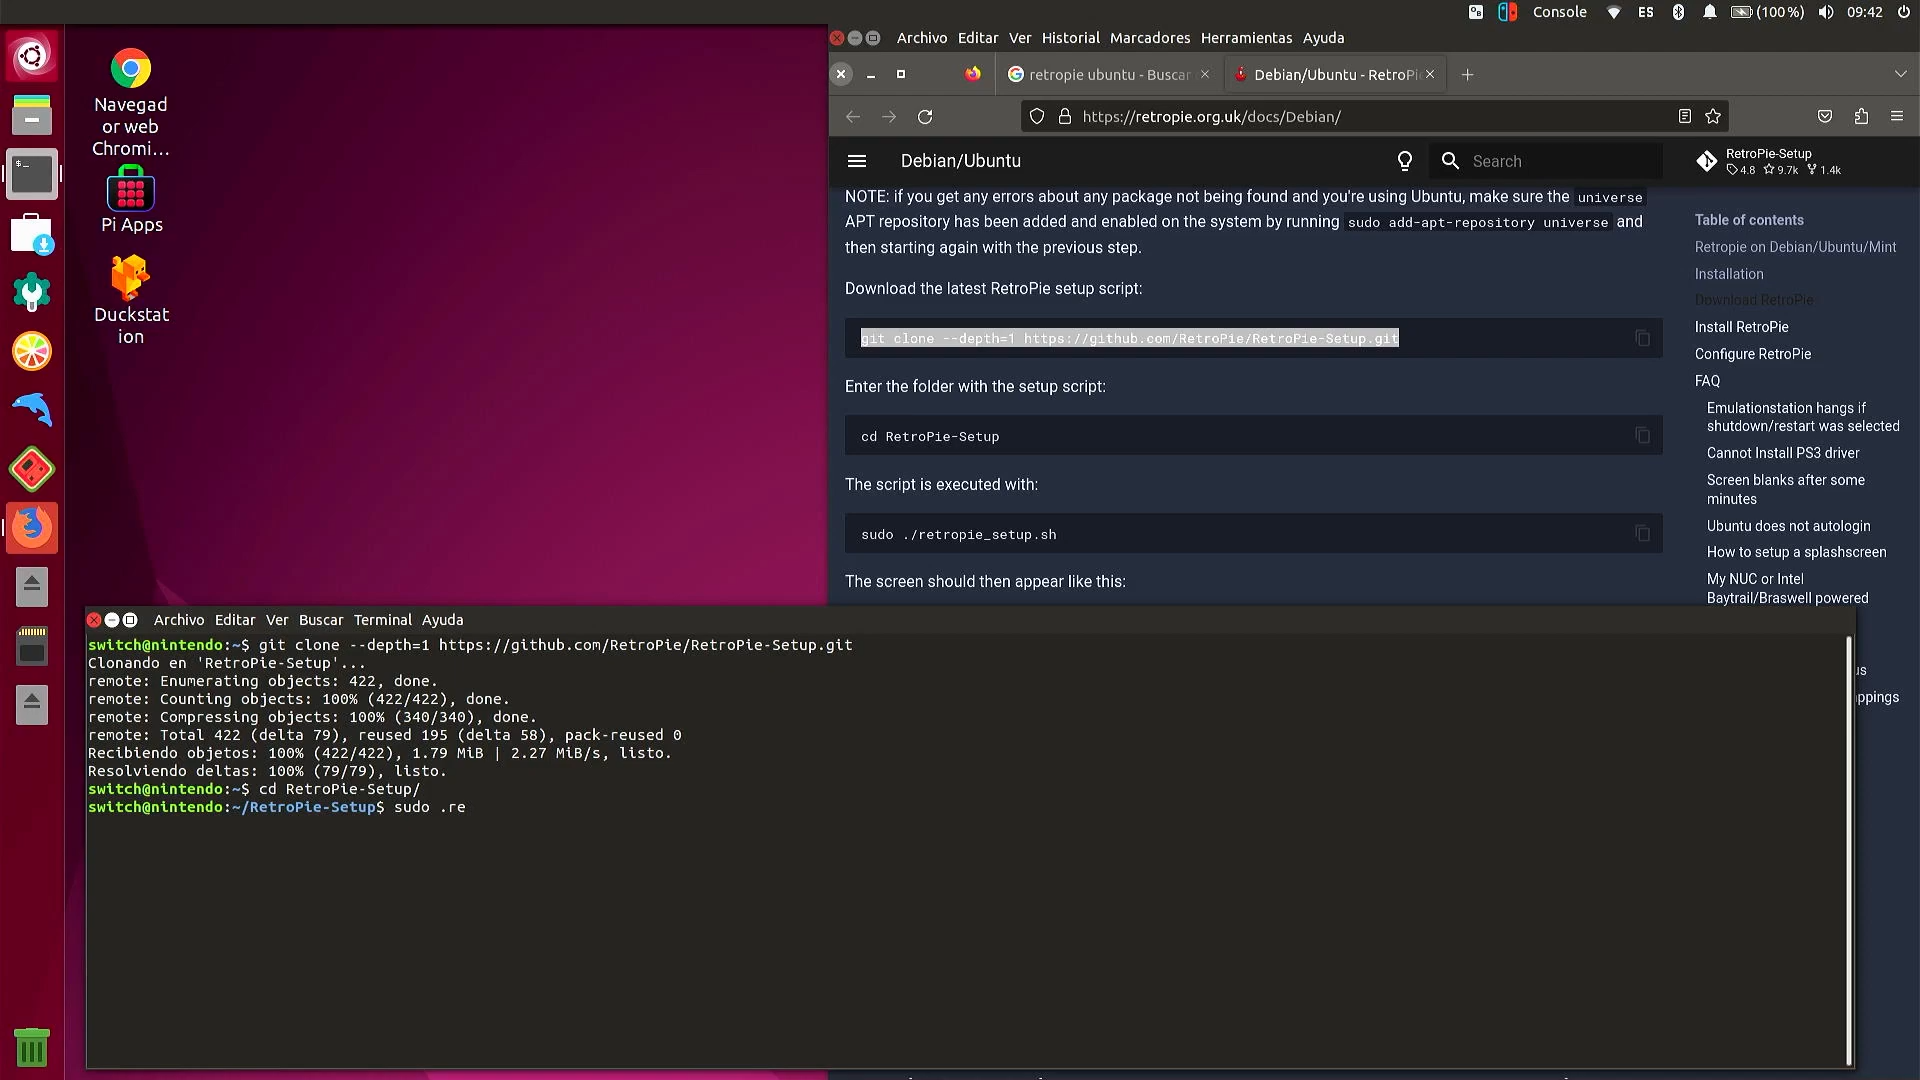 Console
ES
(100%)
09:42
Archivo Editar Ver Historial Marcadores Herramientas Ayuda
retropie ubuntu - Buscar
Debian/Ubuntu - RetroPi
https://retropie.org.uk/docs/Debian/
Debian/Ubuntu
Search
RetroPie-Setup
4.8 9.7k 1.4k
Navegad
or web
Chromi...
Pi Apps
Duckstat
ion
NOTE: if you get any errors about any package not being found and you're using Ubuntu, make sure the universe
APT repository has been added and enabled on the system by running sudo add-apt-repository universe and
then starting again with the previous step.
Download the latest RetroPie setup script:
git clone --depth=1 https://github.com/RetroPie/RetroPie-Setup.git
Enter the folder with the setup script:
cd RetroPie-Setup
The script is executed with:
sudo ./retropie_setup.sh
The screen should then appear like this:
Table of contents
Retropie on Debian/Ubuntu/Mint
Installation
Download RetroPie
Install RetroPie
Configure RetroPie
FAQ
Emulationstation hangs if
shutdown/restart was selected
Cannot Install PS3 driver
Screen blanks after some
minutes
Ubuntu does not autologin
How to setup a splashscreen
My NUC or Intel
Baytrail/Braswell powered
us
ppings
Archivo Editar Ver Buscar Terminal Ayuda
switch@nintendo:~$ git clone --depth=1 https://github.com/RetroPie/RetroPie-Setup.git
Clonando en 'RetroPie-Setup'...
remote: Enumerating objects: 422, done.
remote: Counting objects: 100% (422/422), done.
remote: Compressing objects: 100% (340/340), done.
remote: Total 422 (delta 79), reused 195 (delta 58), pack-reused 0
Recibiendo objetos: 100% (422/422), 1.79 MiB | 2.27 MiB/s, listo.
Resolviendo deltas: 100% (79/79), listo.
switch@nintendo:~$ cd RetroPie-Setup/
switch@nintendo:~/RetroPie-Setup$ sudo .re